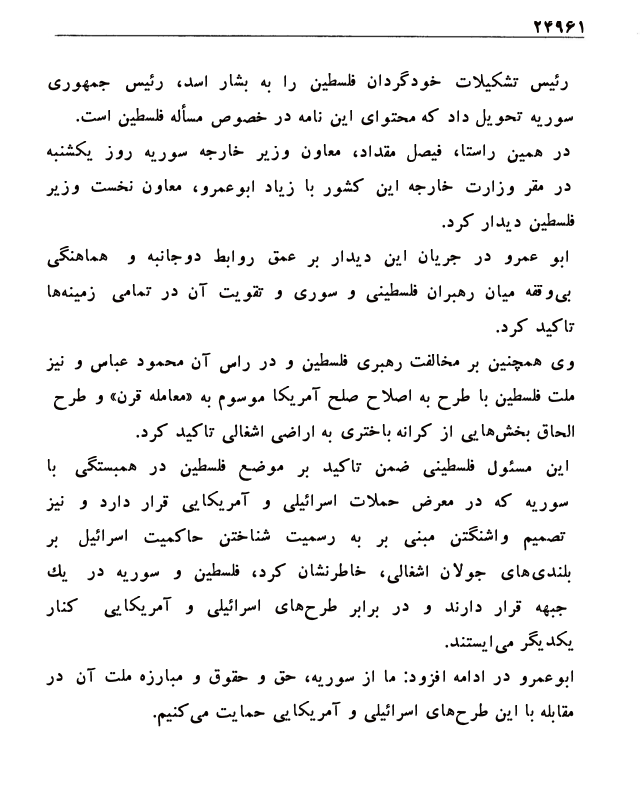 ۲۴۹۶۱
رئیس تشکیلات خودگردان فلسطین را به بشار اسد، رئیس جمهوری
سوریه تحویل داد که محتوای این نامه در خصوص مسأله فلسطین است.
در همین راستا، فیصل مقداد، معاون وزیر خارجه سوریه روز یکشنبه
در مقر وزارت خارجه این کشور با زیاد ابوعمرو، معاون نخست وزیر
فلسطین دیدار کرد.
ابو عمرو در جریان این دیدار بر عمق روابط دوجانبه و هماهنگی
بی‌وقفه میان رهبران فلسطینی و سوری و تقویت آن در تمامی زمینه‌ها
تاکید کرد.
وی همچنین بر مخالفت رهبری فلسطین و در راس آن محمود عباس و نیز
ملت فلسطین با طرح به اصلاح صلح آمریکا موسوم به «معامله قرن» و طرح
الحاق بخش‌هایی از کرانه باختری به اراضی اشغالی تاکید کرد.
این مسئول فلسطینی ضمن تاکید بر موضع فلسطین در همبستگی با
سوریه که در معرض حملات اسرائیلی و آمریکایی قرار دارد و نیز
تصمیم واشنگتن مبنی بر به رسمیت شناختن حاکمیت اسرائیل بر
بلندی‌های جولان اشغالی، خاطرنشان کرد، فلسطین و سوریه در یك
جبهه قرار دارند و در برابر طرح‌های اسرائیلی و آمریکایی کنار
یکدیگر می‌ایستند.
ابوعمرو در ادامه افزود: ما از سوریه، حق و حقوق و مبارزه ملت آن در
مقابله با این طرح‌های اسرائیلی و آمریکایی حمایت می‌کنیم.